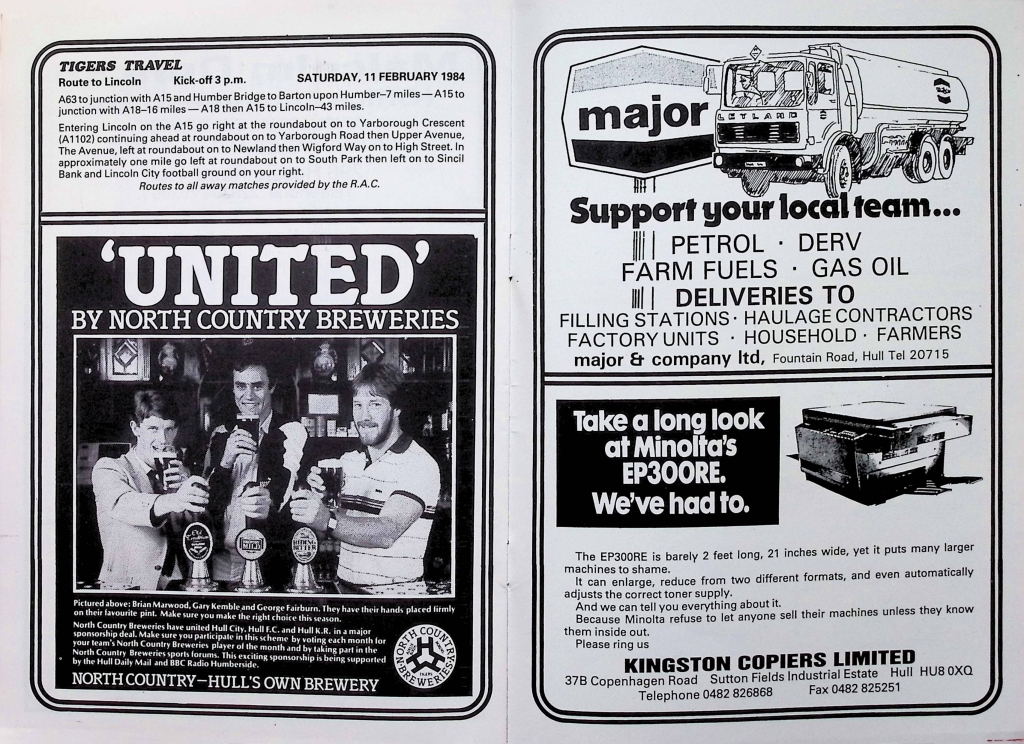 TIGERS TRAVEL
Route to Lincoln Kick-off 3 p.m. SATURDAY, 11 FEBRUARY 1984
A63 to junction with A15 and Humber Bridge to Barton upon Humber–7 miles — A15 to
junction with A18–16 miles — A18 then A15 to Lincoln–43 miles.
Entering Lincoln on the A15 go right at the roundabout on to Yarborough Crescent
(A1102) continuing ahead at roundabout on to Yarborough Road then Upper Avenue,
The Avenue, left at roundabout on to Newland then Wigford Way on to High Street. In
approximately one mile go left at roundabout on to South Park then left on to Sincil
Bank and Lincoln City football ground on your right.
Routes to all away matches provided by the R.A.C.
'UNITED'
BY NORTH COUNTRY BREWERIES
Old Tradition
RIDING
BITTER
Pictured above: Brian Marwood, Gary Kemble and George Fairburn. They have their hands placed firmly
on their favourite pint. Make sure you make the right choice this season.
North Country Breweries have united Hull City, Hull F.C. and Hull K.R. in a major
sponsorship deal. Make sure you participate in this scheme by voting each month for
your team's North Country Breweries player of the month and by taking part in the
North Country Breweries sports forums. This exciting sponsorship is being supported
by the Hull Daily Mail and BBC Radio Humberside.
NORTH COUNTRY—HULL'S OWN BREWERY
NORTH COUNTRY
BREWERIES
TIGERS
major
LEYLAND
Support your local team...
PETROL · DERV
FARM FUELS · GAS OIL
DELIVERIES TO
FILLING STATIONS · HAULAGE CONTRACTORS
FACTORY UNITS · HOUSEHOLD · FARMERS
major & company ltd, Fountain Road, Hull Tel 20715
Take a long look
at Minolta's
EP300RE.
We've had to.
The EP300RE is barely 2 feet long, 21 inches wide, yet it puts many larger
machines to shame.
It can enlarge, reduce from two different formats, and even automatically
adjusts the correct toner supply.
And we can tell you everything about it.
Because Minolta refuse to let anyone sell their machines unless they know
them inside out.
Please ring us
KINGSTON COPIERS LIMITED
37B Copenhagen Road Sutton Fields Industrial Estate Hull HU8 0XQ
Telephone 0482 826868 Fax 0482 825251